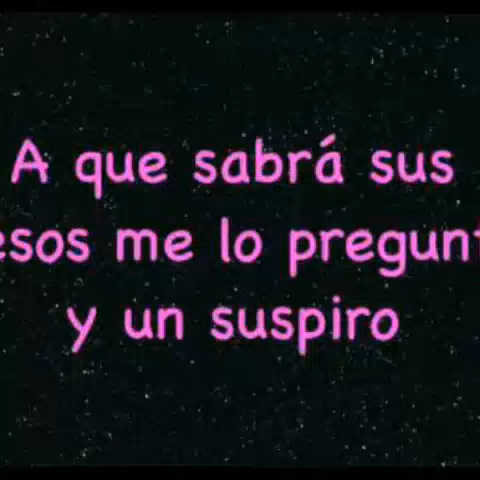 A que sabrá sus
esos me lo pregunt
y un suspiro